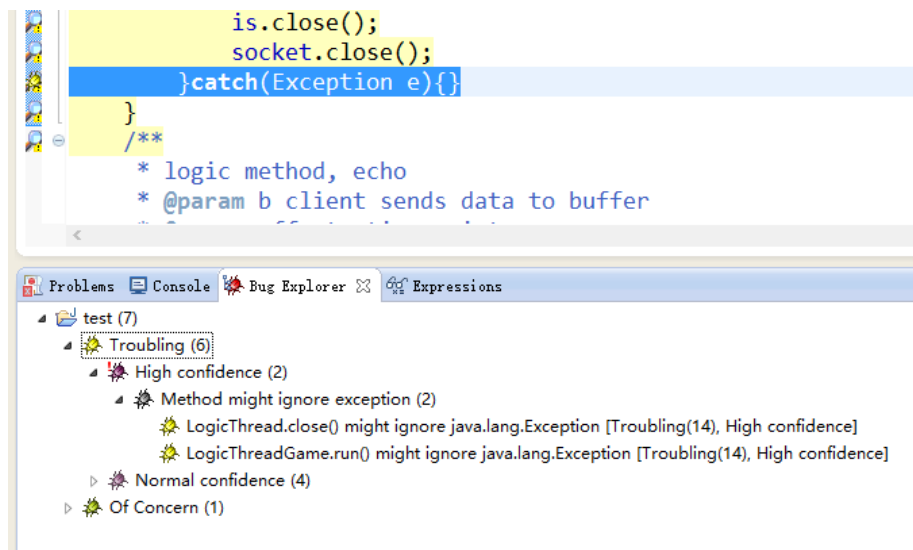 is.close();
socket.close();
}catch(Exception e){}
}
/**
* logic method, echo
* @param b client sends data to buffer
Problems Console Bug Explorer Expressions
test (7)
Troubling (6)
High confidence (2)
Method might ignore exception (2)
LogicThread.close() might ignore java.lang.Exception [Troubling(14), High confidence]
LogicThreadGame.run() might ignore java.lang.Exception [Troubling(14), High confidence]
Normal confidence (4)
Of Concern (1)